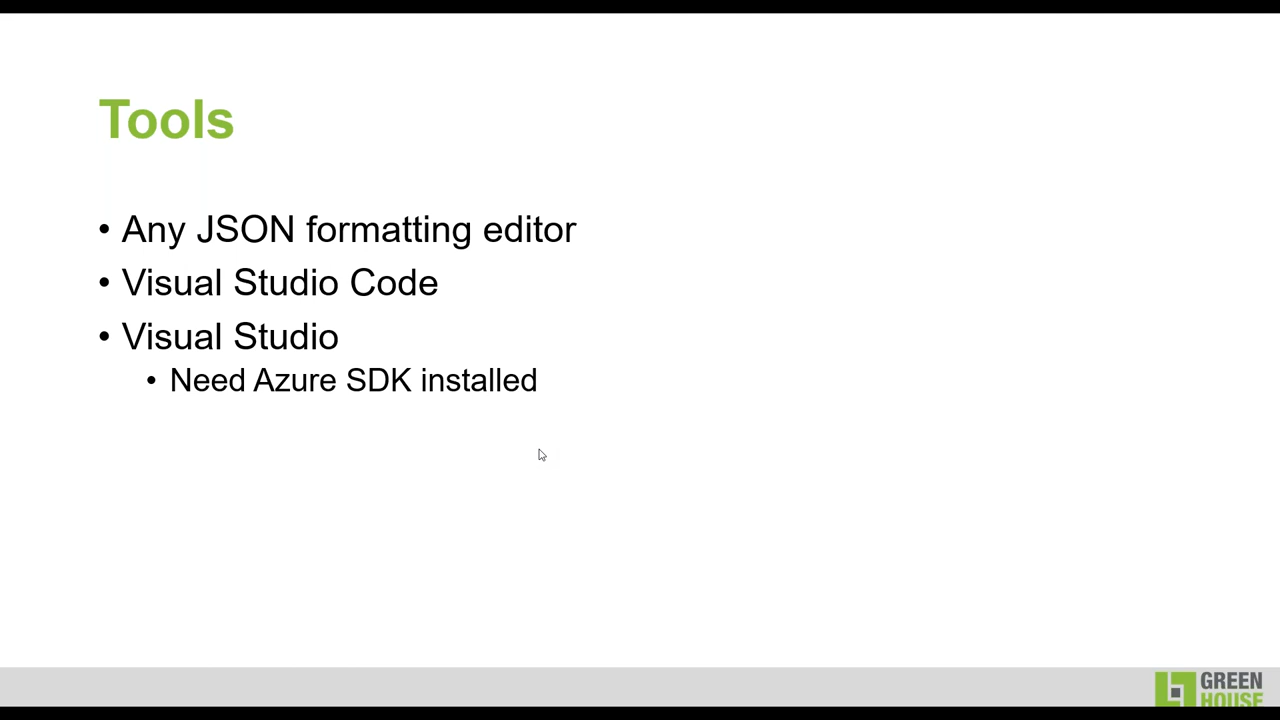 Tools
• Any JSON formatting editor
• Visual Studio Code
• Visual Studio
• Need Azure SDK installed
GREEN
HOUSE